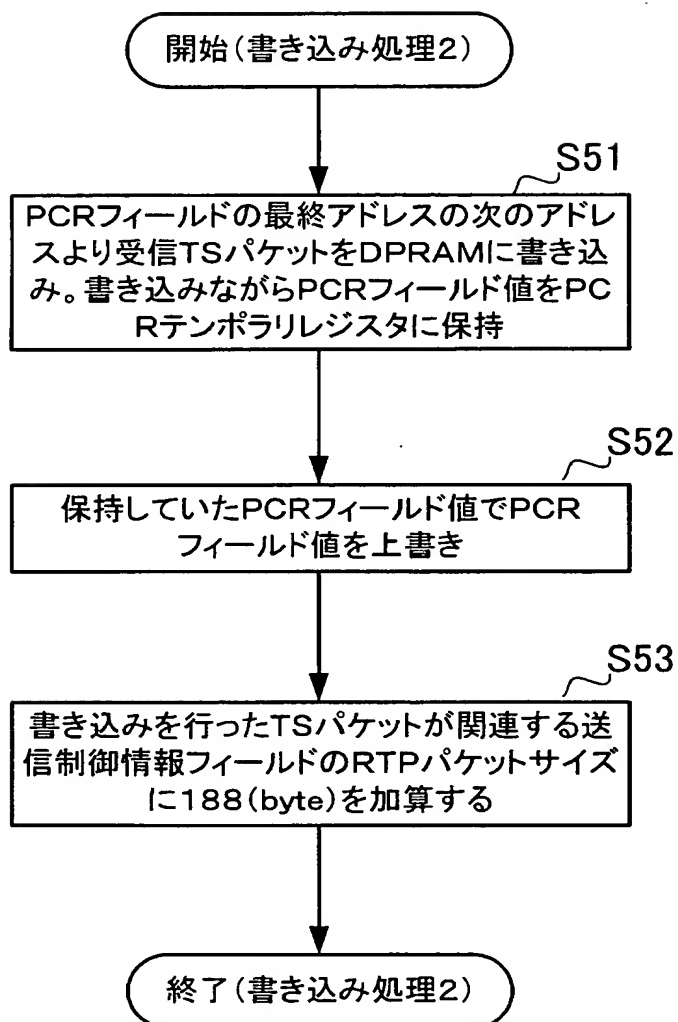 開始(書き込み処理2)
S51
PCRフィールドの最終アドレスの次のアドレ
スより受信TSパケットをDPRAMに書き込
み。書き込みながらPCRフィールド値をPC
Rテンポラリレジスタに保持
S52
保持していたPCRフィールド値でPCR
フィールド値を上書き
S53
書き込みを行ったTSパケットが関連する送
信制御情報フィールドのRTPパケットサイズ
に188(byte)を加算する
終了(書き込み処理2)